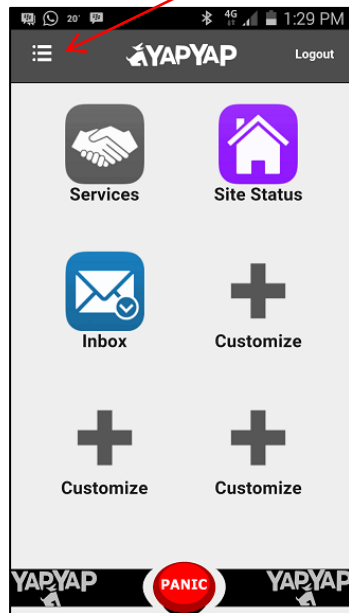 20° 4G 1:29 PM
YAPYAP Logout
Services Site Status
Inbox Customize
Customize Customize
YAPYAP PANIC YAPYAP